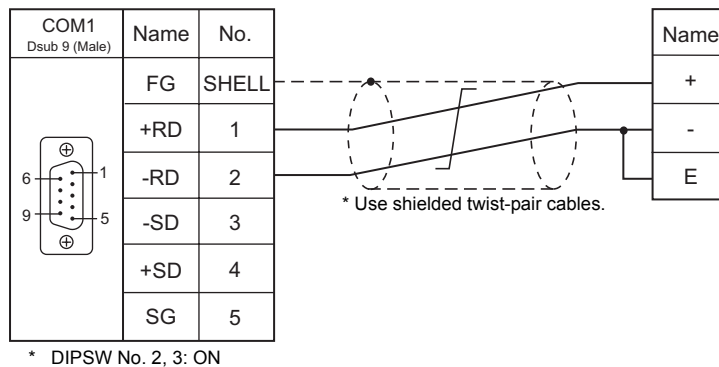 COM1
Dsub 9 (Male)
Name No.
FG SHELL
+RD 1
-RD 2
-SD 3
+SD 4
SG 5
6
1
9
5
* Use shielded twist-pair cables.
Name
+
-
E
* DIPSW No. 2, 3: ON